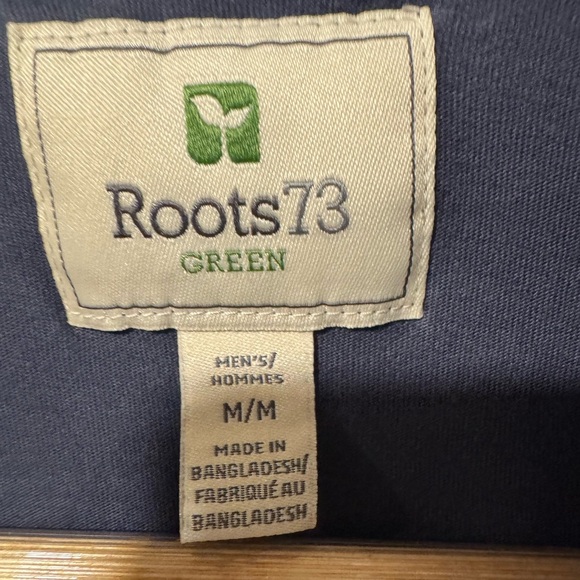 Roots73
GREEN
MEN'S/
HOMMES
M/M
MADE IN
BANGLADESH/
FABRIQUÉ AU
BANGLADESH